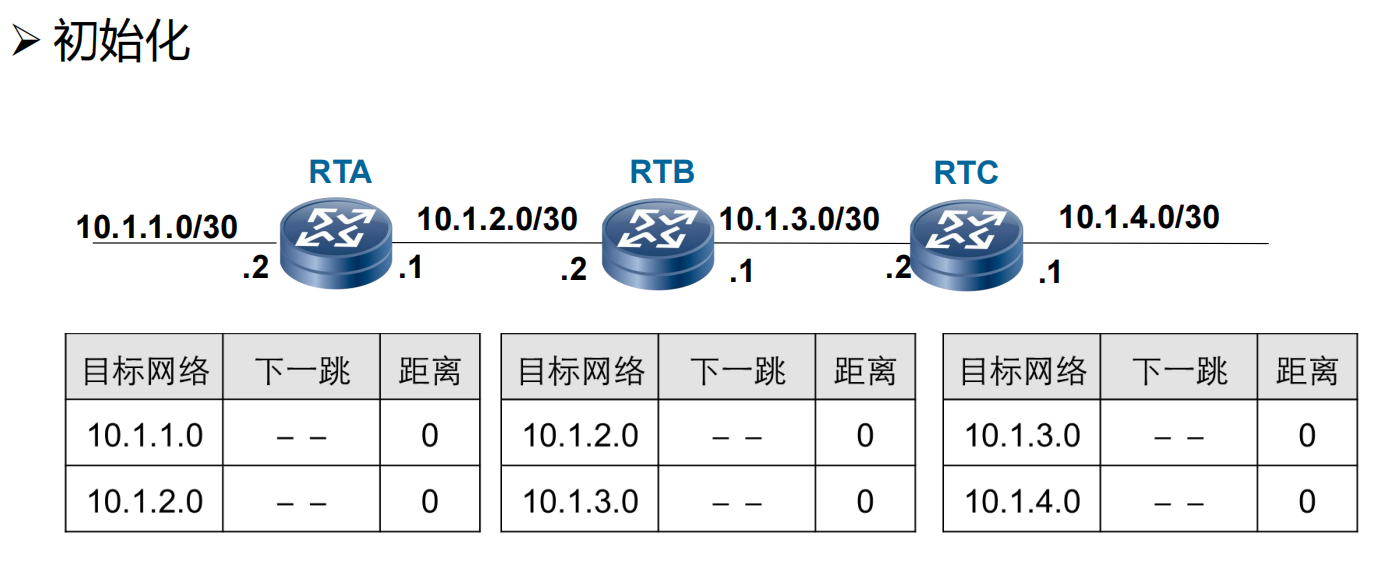 初始化
RTA RTB RTC
10.1.1.0/30 10.1.2.0/30 10.1.3.0/30 10.1.4.0/30
.2 .1 .2 .1 .2 .1
目标网络 下一跳 距离 目标网络 下一跳 距离 目标网络 下一跳 距离
10.1.1.0 – – 0 10.1.2.0 – – 0 10.1.3.0 – – 0
10.1.2.0 – – 0 10.1.3.0 – – 0 10.1.4.0 – – 0